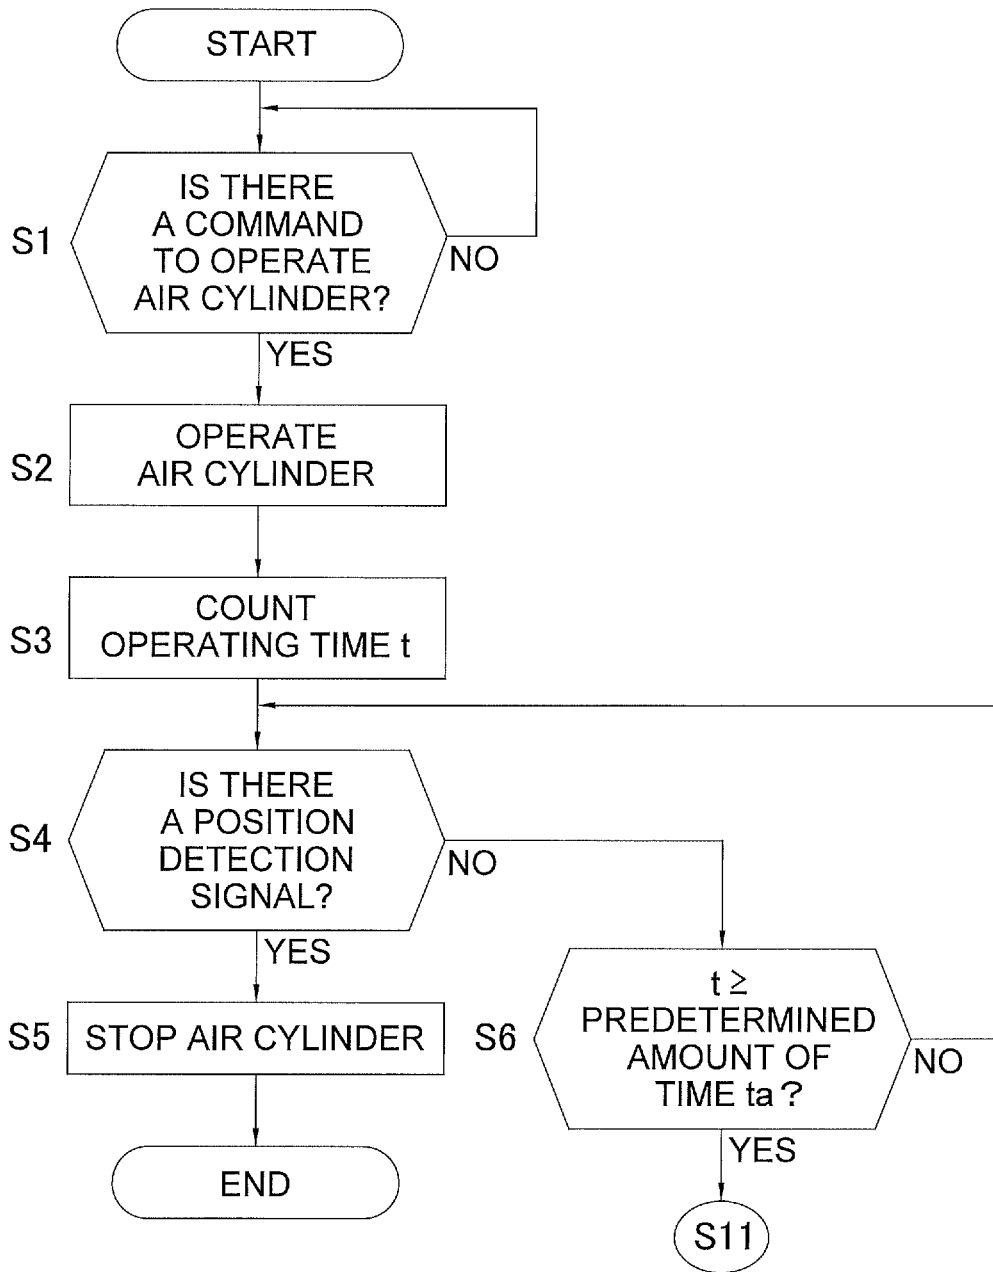 START
S1
IS THERE
A COMMAND
TO OPERATE
AIR CYLINDER?
NO
YES
S2
OPERATE
AIR CYLINDER
S3
COUNT
OPERATING TIME t
S4
IS THERE
A POSITION
DETECTION
SIGNAL?
NO
YES
S5
STOP AIR CYLINDER
END
S6
t ≥
PREDETERMINED
AMOUNT OF
TIME ta ?
NO
YES
S11